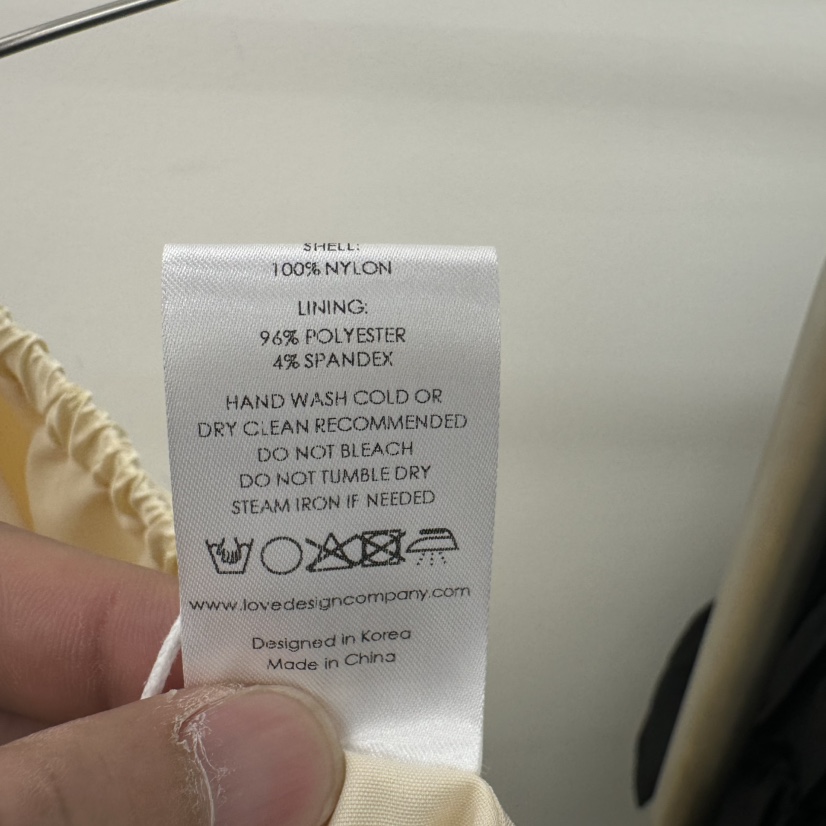 SHELL:
100% NYLON
LINING:
96% POLYESTER
4% SPANDEX
HAND WASH COLD OR
DRY CLEAN RECOMMENDED
DO NOT BLEACH
DO NOT TUMBLE DRY
STEAM IRON IF NEEDED
www.lovedesigncompany.com
Designed in Korea
Made in China